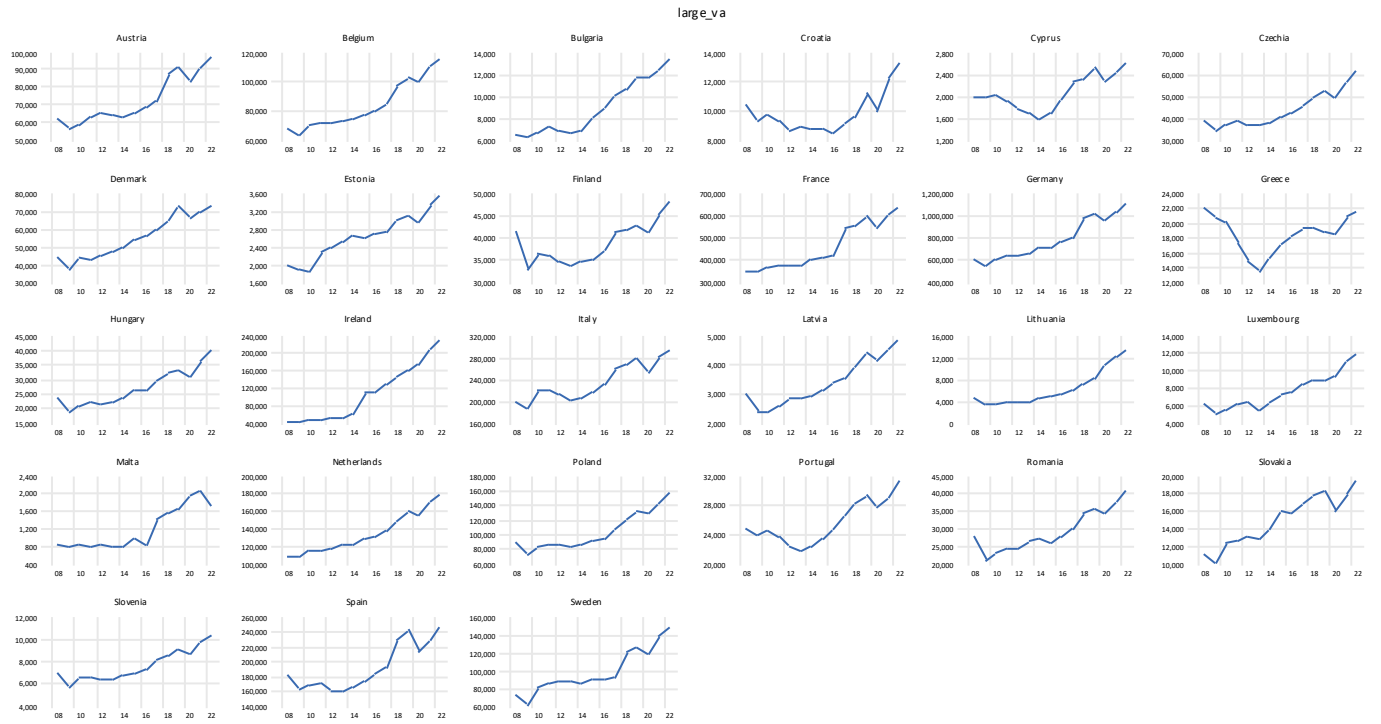 large_va
Austria
100,000
90,000
80,000
70,000
60,000
50,000
08 10 12 14 16 18 20 22
Belgium
120,000
100,000
80,000
60,000
08 10 12 14 16 18 20 22
Bulgaria
14,000
12,000
10,000
8,000
6,000
08 10 12 14 16 18 20 22
Croatia
14,000
12,000
10,000
8,000
08 10 12 14 16 18 20 22
Cyprus
2,800
2,400
2,000
1,600
1,200
08 10 12 14 16 18 20 22
Czechia
70,000
60,000
50,000
40,000
30,000
08 10 12 14 16 18 20 22
Denmark
80,000
70,000
60,000
50,000
40,000
30,000
08 10 12 14 16 18 20 22
Estonia
3,600
3,200
2,800
2,400
2,000
1,600
08 10 12 14 16 18 20 22
Finland
50,000
45,000
40,000
35,000
30,000
08 10 12 14 16 18 20 22
France
700,000
600,000
500,000
400,000
300,000
08 10 12 14 16 18 20 22
Germany
1,200,000
1,000,000
800,000
600,000
400,000
08 10 12 14 16 18 20 22
Greece
24,000
22,000
20,000
18,000
16,000
14,000
12,000
08 10 12 14 16 18 20 22
Hungary
45,000
40,000
35,000
30,000
25,000
20,000
15,000
08 10 12 14 16 18 20 22
Ireland
240,000
200,000
160,000
120,000
80,000
40,000
08 10 12 14 16 18 20 22
Italy
320,000
280,000
240,000
200,000
160,000
08 10 12 14 16 18 20 22
Latvia
5,000
4,000
3,000
2,000
08 10 12 14 16 18 20 22
Lithuania
16,000
12,000
8,000
4,000
0
08 10 12 14 16 18 20 22
Luxembourg
14,000
12,000
10,000
8,000
6,000
4,000
08 10 12 14 16 18 20 22
Malta
2,400
2,000
1,600
1,200
800
400
08 10 12 14 16 18 20 22
Netherlands
200,000
180,000
160,000
140,000
120,000
100,000
08 10 12 14 16 18 20 22
Poland
180,000
160,000
140,000
120,000
100,000
80,000
60,000
08 10 12 14 16 18 20 22
Portugal
32,000
28,000
24,000
20,000
08 10 12 14 16 18 20 22
Romania
45,000
40,000
35,000
30,000
25,000
20,000
08 10 12 14 16 18 20 22
Slovakia
20,000
18,000
16,000
14,000
12,000
10,000
08 10 12 14 16 18 20 22
Slovenia
12,000
10,000
8,000
6,000
4,000
08 10 12 14 16 18 20 22
Spain
260,000
240,000
220,000
200,000
180,000
160,000
140,000
08 10 12 14 16 18 20 22
Sweden
160,000
140,000
120,000
100,000
80,000
60,000
08 10 12 14 16 18 20 22